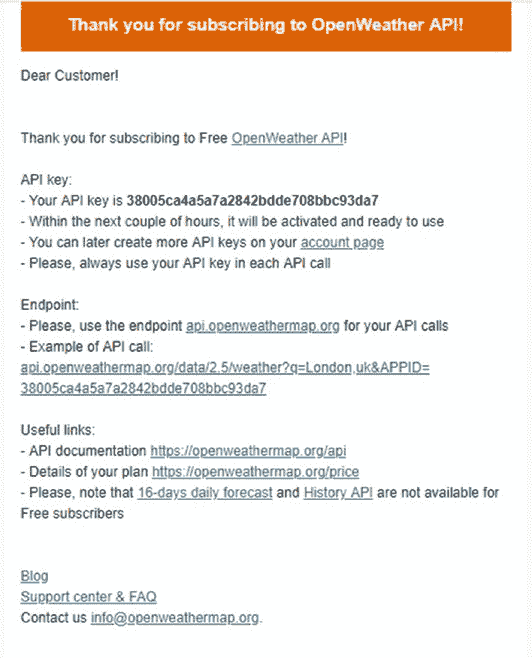 Thank you for subscribing to OpenWeather API!
Dear Customer!
Thank you for subscribing to Free OpenWeather API!
API key:
- Your API key is 38005ca4a5a7a2842bdde708bbc93da7
- Within the next couple of hours, it will be activated and ready to use
- You can later create more API keys on your account page
- Please, always use your API key in each API call
Endpoint:
- Please, use the endpoint api.openweathermap.org for your API calls
- Example of API call:
api.openweathermap.org/data/2.5/weather?q=London,uk&APPID=
38005ca4a5a7a2842bdde708bbc93da7
Useful links:
- API documentation https://openweathermap.org/api
- Details of your plan https://openweathermap.org/price
- Please, note that 16-days daily forecast and History API are not available for
Free subscribers
Blog
Support center & FAQ
Contact us info@openweathermap.org.